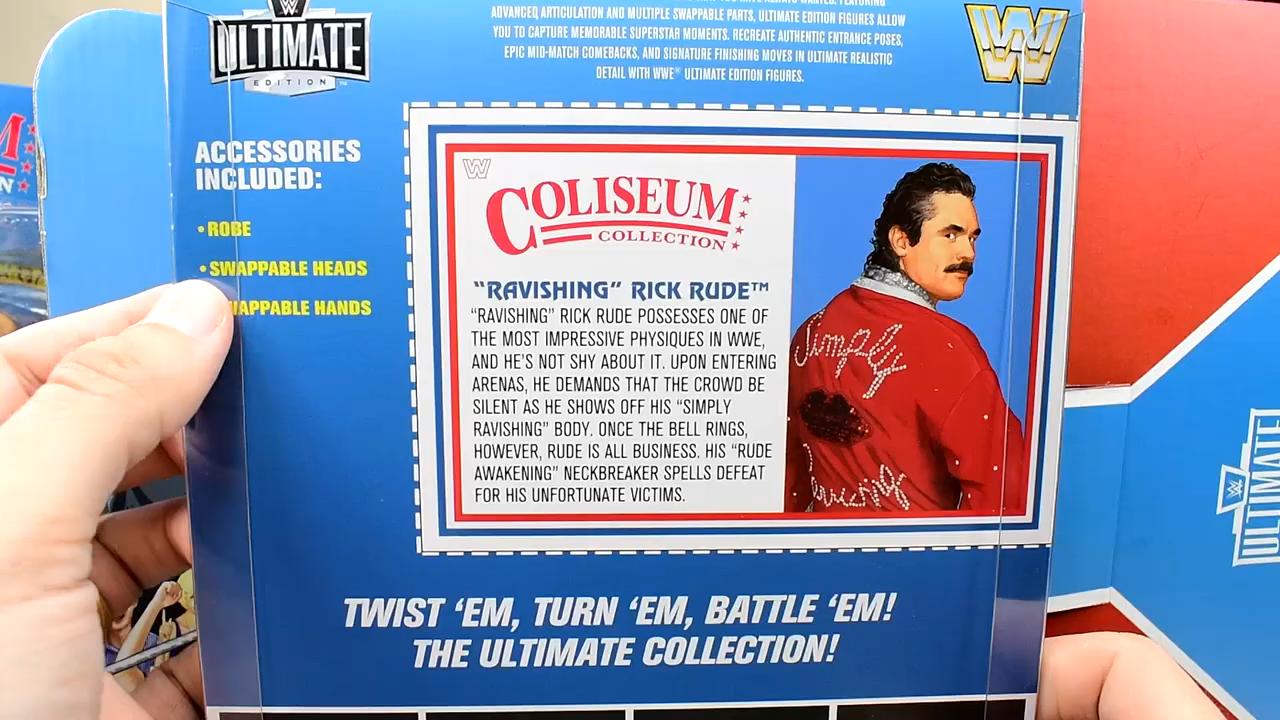 ULTIMATE
EDITION
ADVANCED ARTICULATION AND MULTIPLE SWAPPABLE PARTS, ULTIMATE EDITION FIGURES ALLOW
YOU TO CAPTURE MEMORABLE SUPERSTAR MOMENTS. RECREATE AUTHENTIC ENTRANCE POSES,
EPIC MID-MATCH COMEBACKS, AND SIGNATURE FINISHING MOVES IN ULTIMATE REALISTIC
DETAIL WITH WWE® ULTIMATE EDITION FIGURES.
ACCESSORIES
INCLUDED:
• ROBE
• SWAPPABLE HEADS
WAPPABLE HANDS
COLISEUM
COLLECTION
"RAVISHING" RICK RUDE™
"RAVISHING" RICK RUDE POSSESSES ONE OF
THE MOST IMPRESSIVE PHYSIQUES IN WWE,
AND HE'S NOT SHY ABOUT IT. UPON ENTERING
ARENAS, HE DEMANDS THAT THE CROWD BE
SILENT AS HE SHOWS OFF HIS "SIMPLY
RAVISHING" BODY. ONCE THE BELL RINGS,
HOWEVER, RUDE IS ALL BUSINESS. HIS "RUDE
AWAKENING" NECKBREAKER SPELLS DEFEAT
FOR HIS UNFORTUNATE VICTIMS.
Simply
TWIST 'EM, TURN 'EM, BATTLE 'EM!
THE ULTIMATE COLLECTION!
ULTIMATE